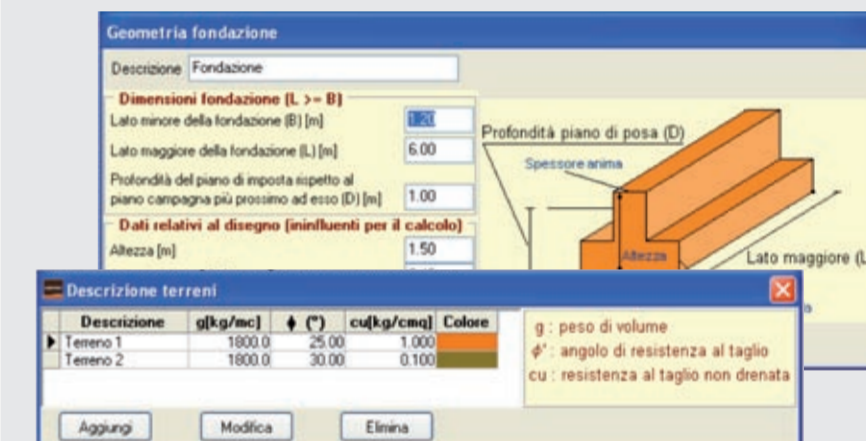 Geometria fondazione
Descrizione Fondazione
Dimensioni fondazione (L >= B)
Lato minore della fondazione (B) [m] 1.20
Lato maggiore della fondazione (L) [m] 6.00
Profondità del piano di imposta rispetto al
piano campagna più prossimo ad esso (D) [m] 1.00
Dati relativi al disegno (ininfluenti per il calcolo)
Altezza [m] 1.50
Profondità piano di posa (D)
Spessore anima
Altezza
Lato maggiore (L
Descrizione terreni
Descrizione g[kg/mc] ϕ (°) cu[kg/cmq] Colore
Terreno 1 1800.0 25.00 1.000
Terreno 2 1800.0 30.00 0.100
g : peso di volume
ϕ' : angolo di resistenza al taglio
cu : resistenza al taglio non drenata
Aggiungi Modifica Elimina